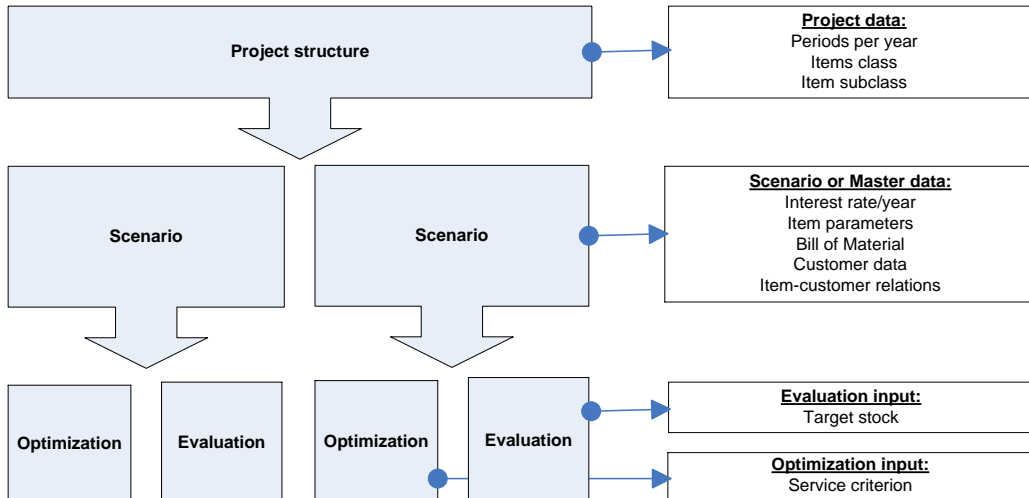 Project structure
Project data:
Periods per year
Items class
Item subclass
Scenario
Scenario
Scenario or Master data:
Interest rate/year
Item parameters
Bill of Material
Customer data
Item-customer relations
Optimization
Evaluation
Optimization
Evaluation
Evaluation input:
Target stock
Optimization input:
Service criterion